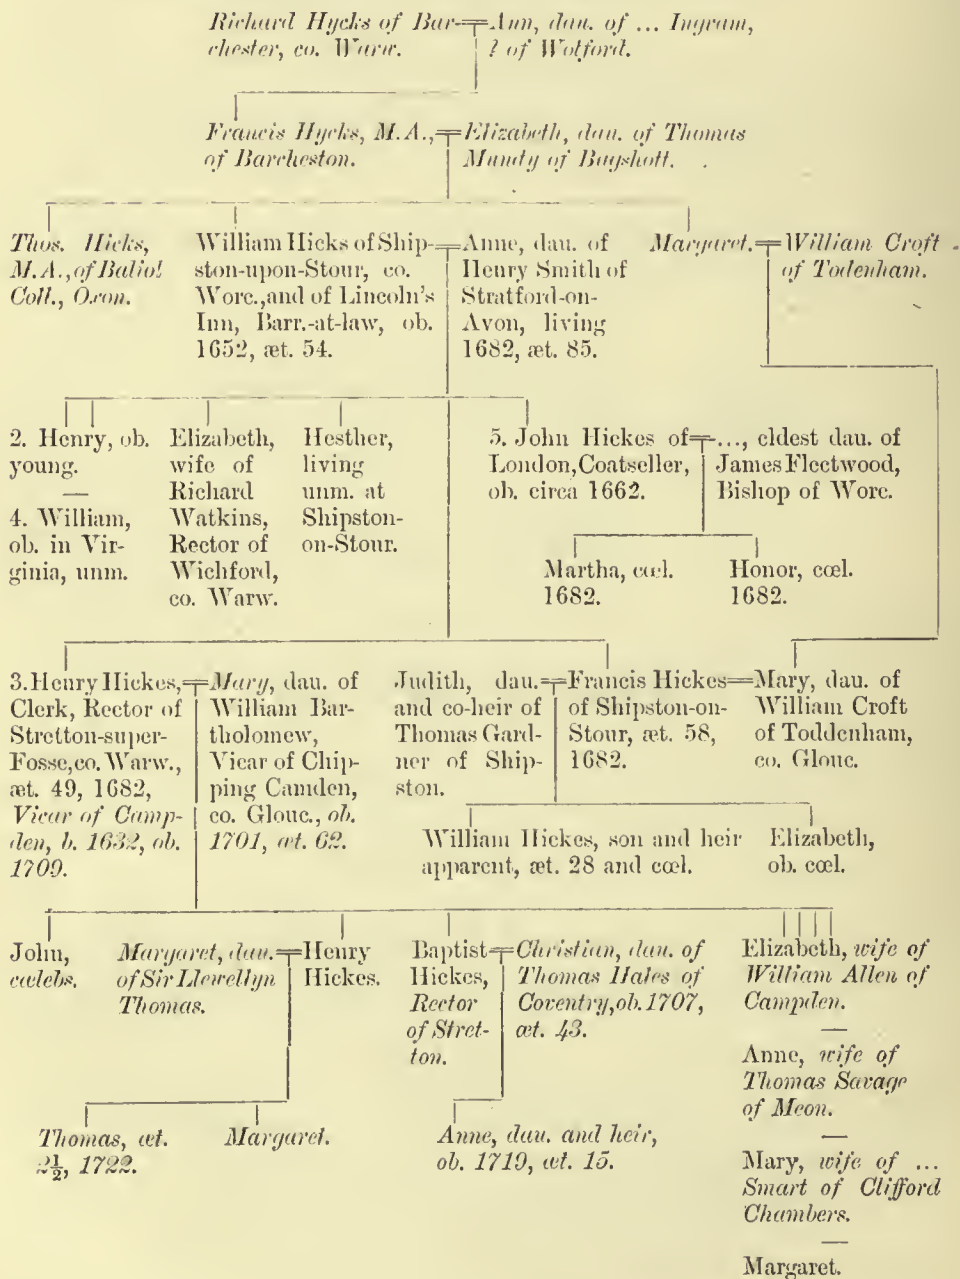 Richard Hycks of Bar-
chester, co. Warw.
Ann, dau. of ... Ingram,
? of Wolford.
Francis Hycks, M.A.,
of Barcheston.
Elizabeth, dau. of Thomas
Mundy of Bagshott.
Thos. Hicks,
M.A., of Baliol
Coll., Oxon.
William Hicks of Ship-
ston-upon-Stour, co.
Worc., and of Lincoln's
Inn, Barr.-at-law, ob.
1652, æt. 54.
Anne, dau. of
Henry Smith of
Stratford-on-
Avon, living
1682, æt. 85.
Margaret.
William Croft
of Todenham.
2. Henry, ob.
young.
—
4. William,
ob. in Vir-
ginia, unm.
Elizabeth,
wife of
Richard
Watkins,
Rector of
Wichford,
co. Warw.
Hesther,
living
unm. at
Shipston-
on-Stour.
5. John Hickes of
London, Coatseller,
ob. circa 1662.
..., eldest dau. of
James Fleetwood,
Bishop of Worc.
Martha, cœl.
1682.
Honor, cœl.
1682.
3. Henry Hickes,
Clerk, Rector of
Stretton-super-
Fosse, co. Warw.,
æt. 49, 1682,
Vicar of Camp-
den, b. 1632, ob.
1709.
Mary, dau. of
William Bar-
tholomew,
Vicar of Chip-
ping Camden,
co. Glouc., ob.
1701, æt. 62.
Judith, dau.
and co-heir of
Thomas Gard-
ner of Ship-
ston.
Francis Hickes
of Shipston-on-
Stour, æt. 58,
1682.
Mary, dau. of
William Croft
of Toddenham,
co. Glouc.
William Hickes, son and heir
apparent, æt. 28 and cœl.
Elizabeth,
ob. cœl.
John,
cælebs.
Margaret, dau.
of Sir Llewellyn
Thomas.
Henry
Hickes.
Baptist
Hickes,
Rector
of Stret-
ton.
Christian, dau. of
Thomas Hales of
Coventry, ob. 1707,
æt. 43.
Elizabeth, wife of
William Allen of
Campden.
—
Anne, wife of
Thomas Savage
of Meon.
—
Mary, wife of ...
Smart of Clifford
Chambers.
—
Margaret.
Thomas, æt.
2½, 1722.
Margaret.
Anne, dau. and heir,
ob. 1719, æt. 15.